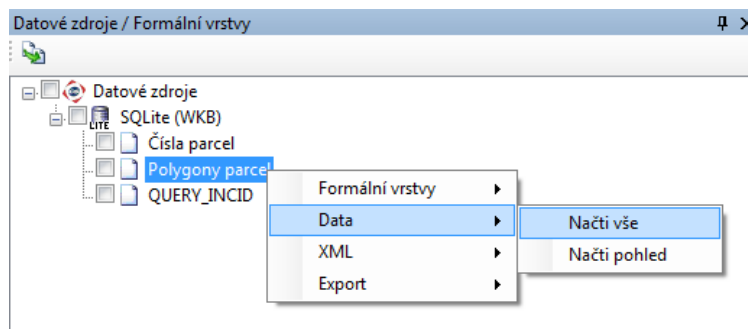 Datové zdroje / Formální vrstvy
Datové zdroje
LITE SQLite (WKB)
Čísla parcel
Polygony parcel
QUERY_INCID
Formální vrstvy
Data
XML
Export
Načti vše
Načti pohled